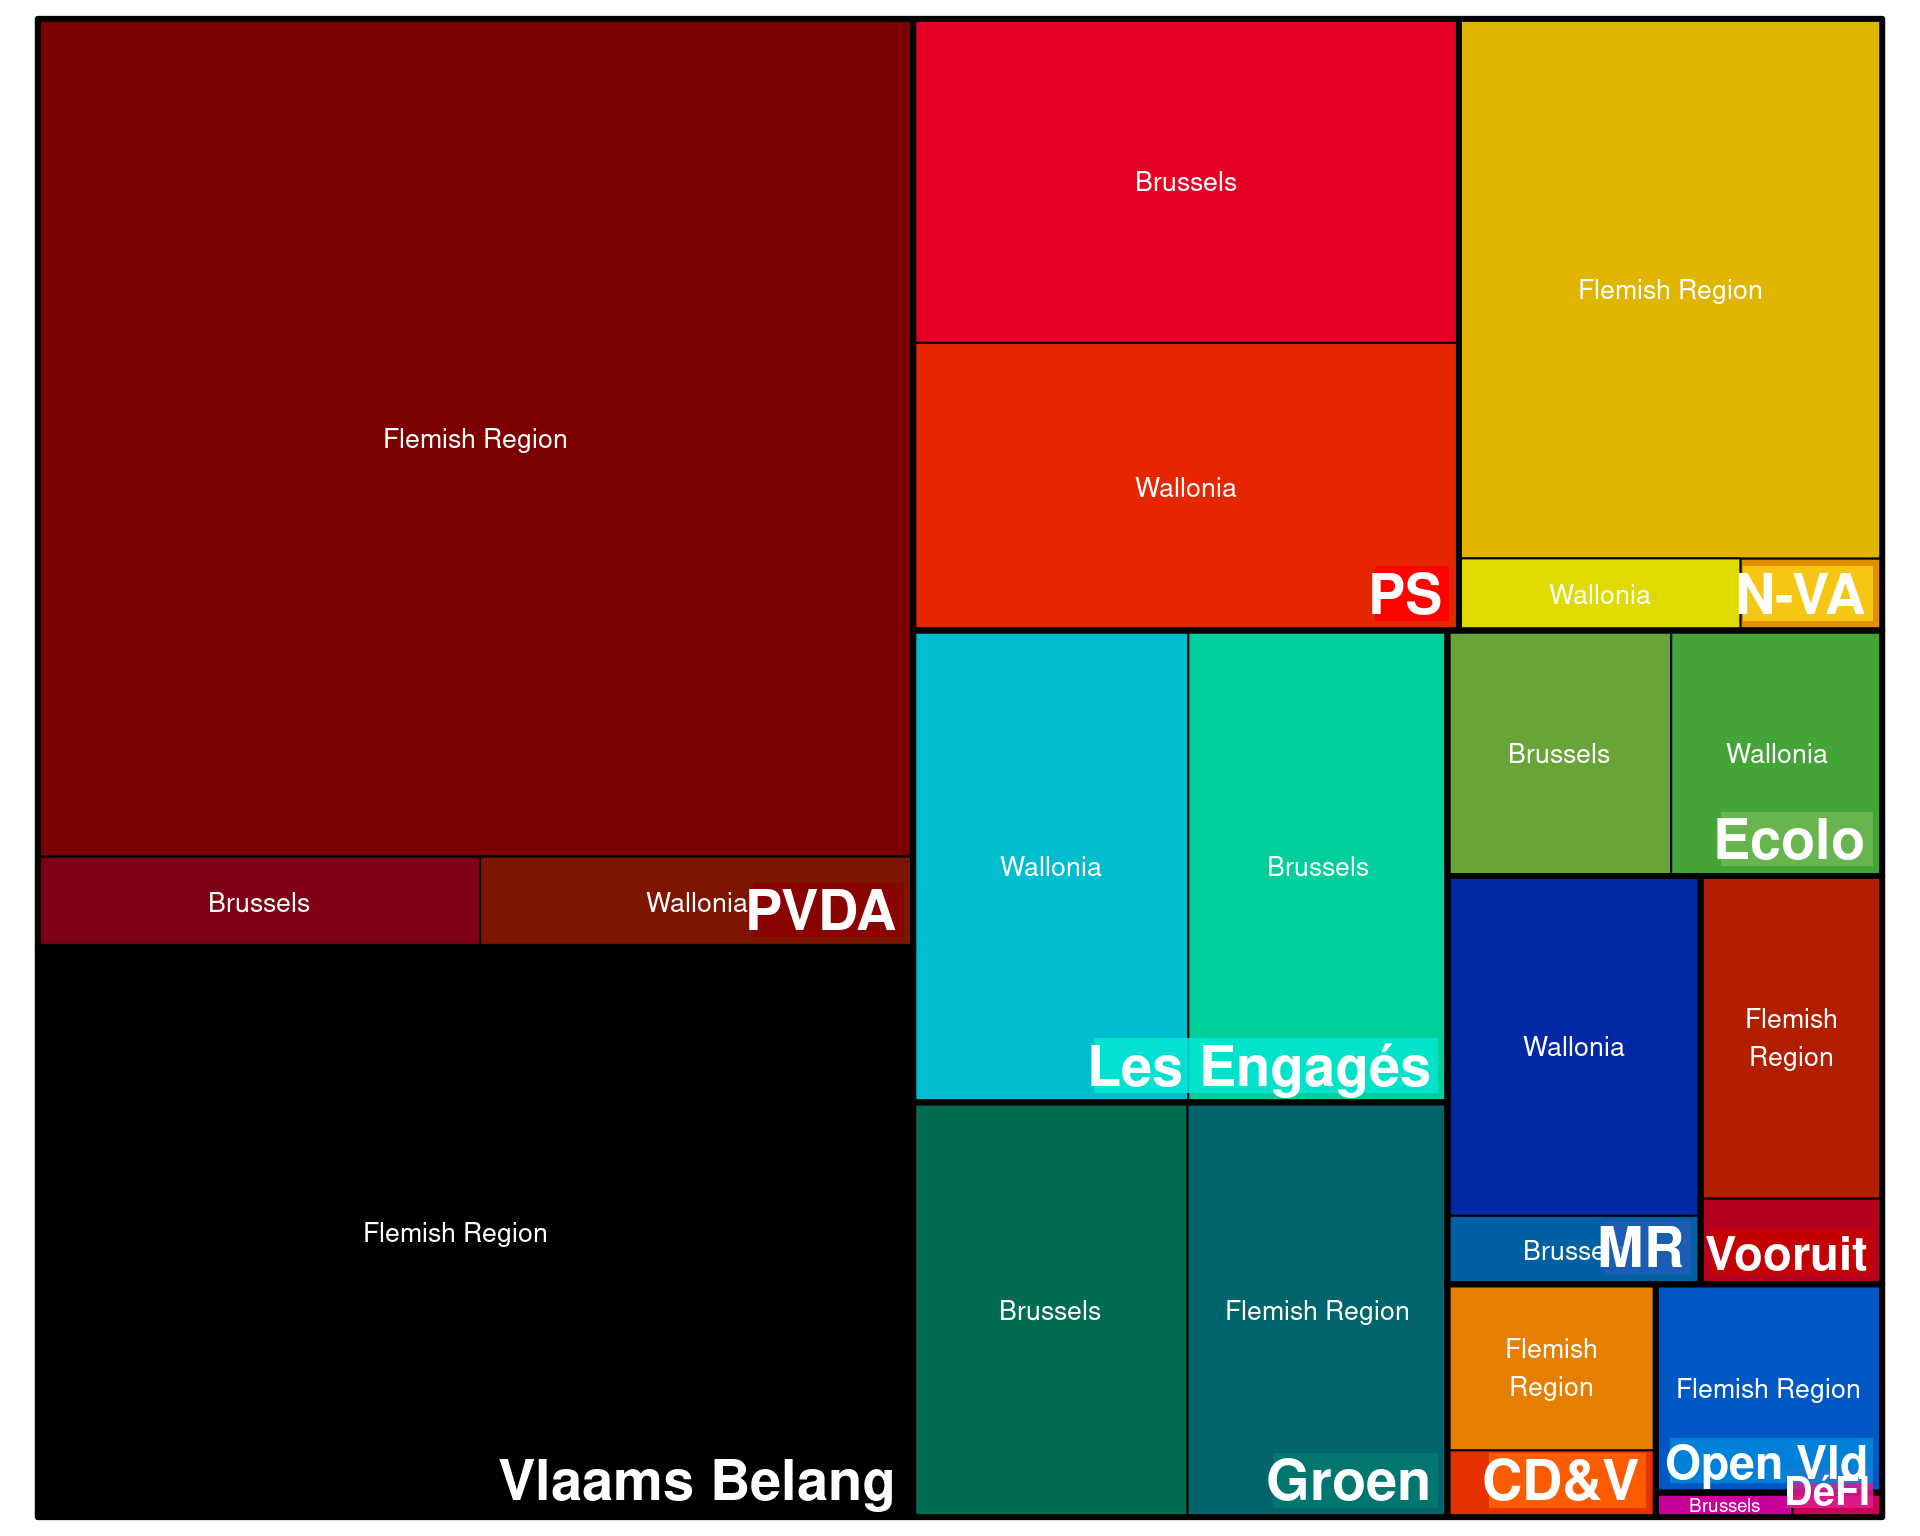 Flemish Region
Brussels
Wallonia
PVDA
Flemish Region
Vlaams Belang
Brussels
Wallonia
PS
Flemish Region
Wallonia
N-VA
Wallonia
Brussels
Les Engagés
Brussels
Wallonia
Ecolo
Brussels
Flemish Region
Groen
Wallonia
Brussels
MR
Flemish
Region
Vooruit
Flemish
Region
CD&V
Flemish Region
Open Vld
Brussels
DéFI